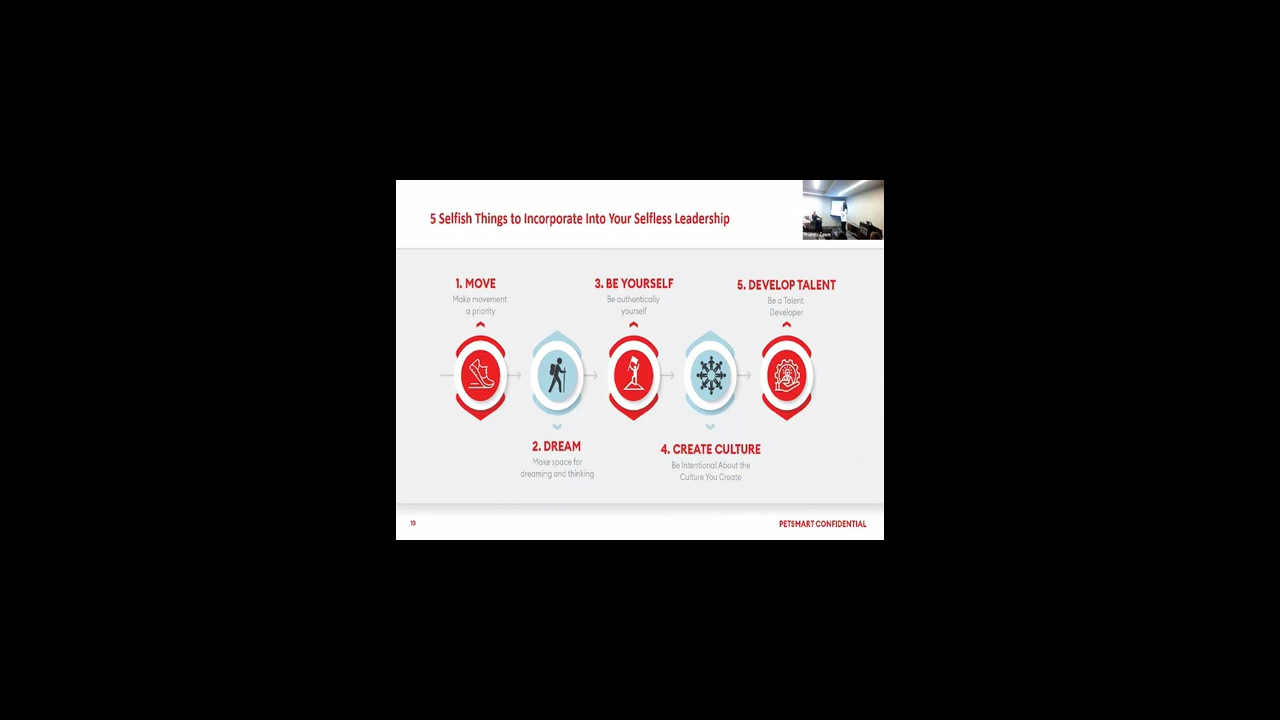 5 Selfish Things to Incorporate Into Your Selfless Leadership
1. MOVE
Make movement
a priority
3. BE YOURSELF
Be authentically
yourself
5. DEVELOP TALENT
Be a Talent
Developer
2. DREAM
Make space for
dreaming and thinking
4. CREATE CULTURE
Be Intentional About the
Culture You Create
10
PETSMART CONFIDENTIAL